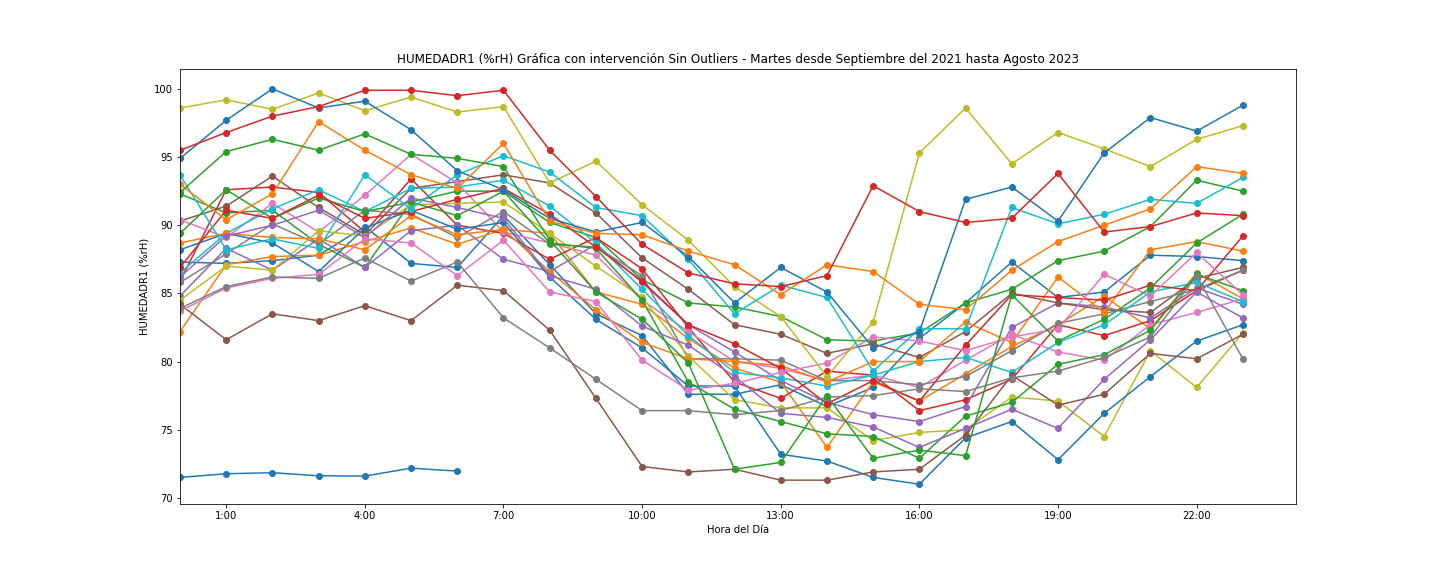 HUMEDADR1 (%rH) Gráfica con intervención Sin Outliers - Martes desde Septiembre del 2021 hasta Agosto 2023
HUMEDADR1 (%rH)
100
95
90
85
80
75
70
1:00 4:00 7:00 10:00 13:00 16:00 19:00 22:00
Hora del Día